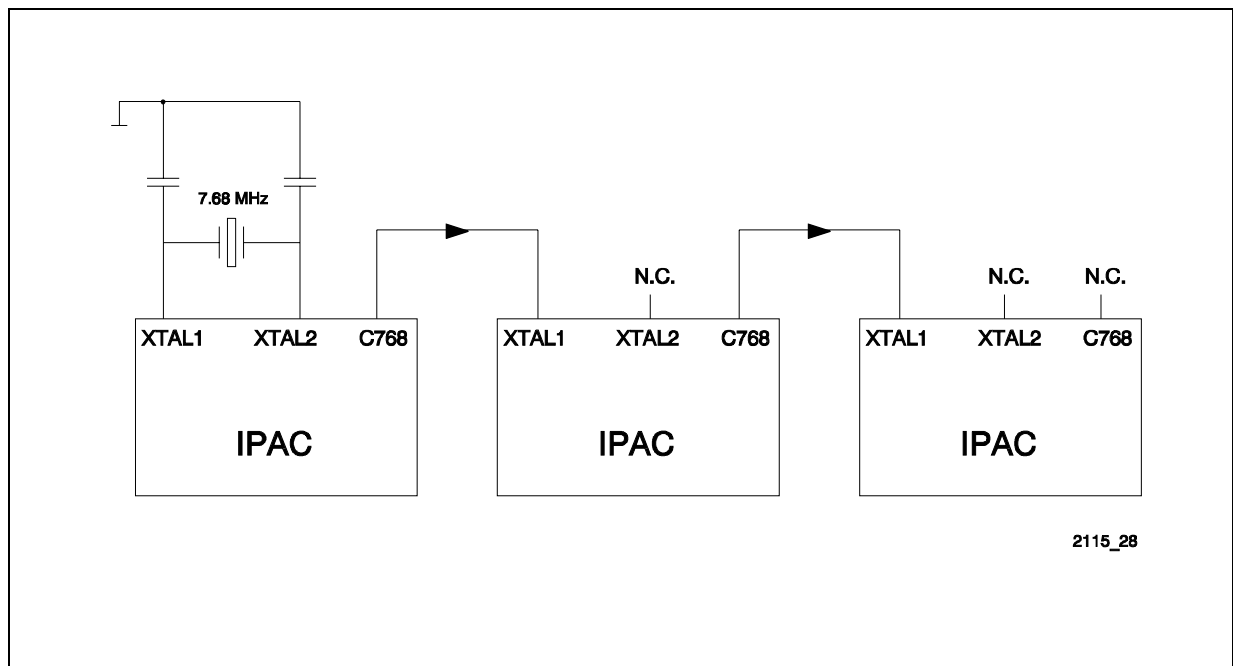 7.68 MHz
N.C.
N.C. N.C.
XTAL1 XTAL2 C768
XTAL1 XTAL2 C768
XTAL1 XTAL2 C768
IPAC
IPAC
IPAC
2115_28